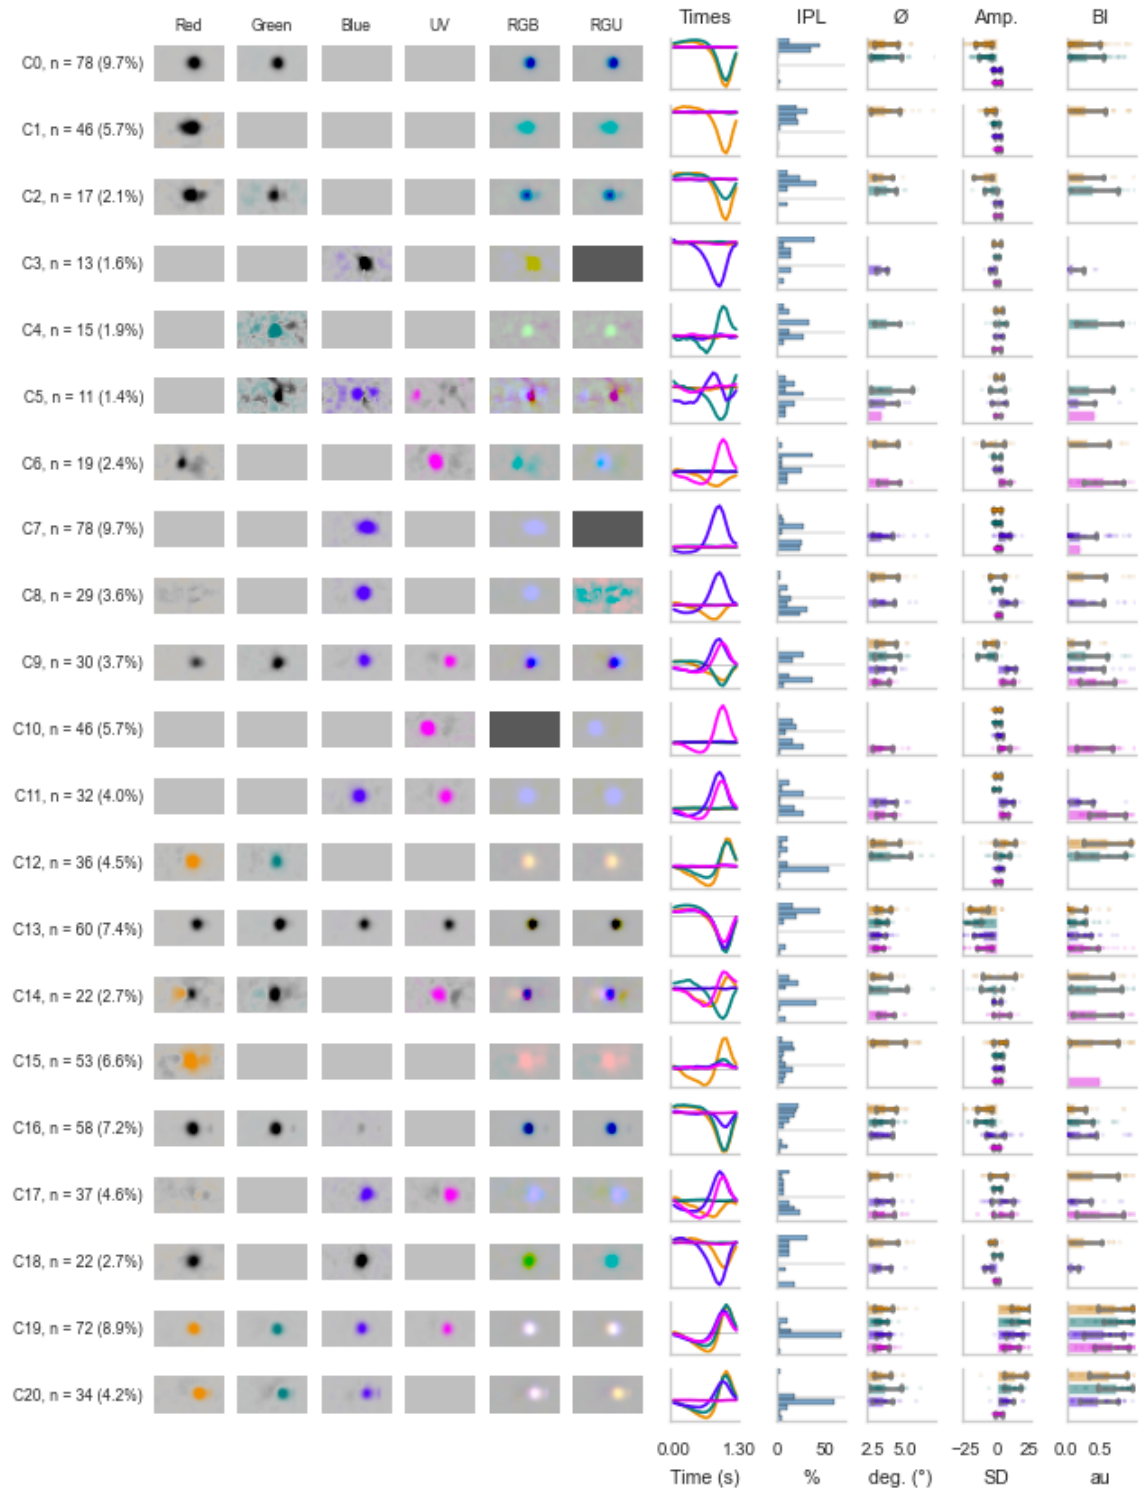 Times IPL Ø Amp. BI
Red Green Blue UV RGB RGU
C0, n = 78 (9.7%)
C1, n = 46 (5.7%)
C2, n = 17 (2.1%)
C3, n = 13 (1.6%)
C4, n = 15 (1.9%)
C5, n = 11 (1.4%)
C6, n = 19 (2.4%)
C7, n = 78 (9.7%)
C8, n = 29 (3.6%)
C9, n = 30 (3.7%)
C10, n = 46 (5.7%)
C11, n = 32 (4.0%)
C12, n = 36 (4.5%)
C13, n = 60 (7.4%)
C14, n = 22 (2.7%)
C15, n = 53 (6.6%)
C16, n = 58 (7.2%)
C17, n = 37 (4.6%)
C18, n = 22 (2.7%)
C19, n = 72 (8.9%)
C20, n = 34 (4.2%)
0.00 1.30 0 50 2.5 5.0 −25 0 25 0.0 0.5
Time (s) % deg. (°) SD au